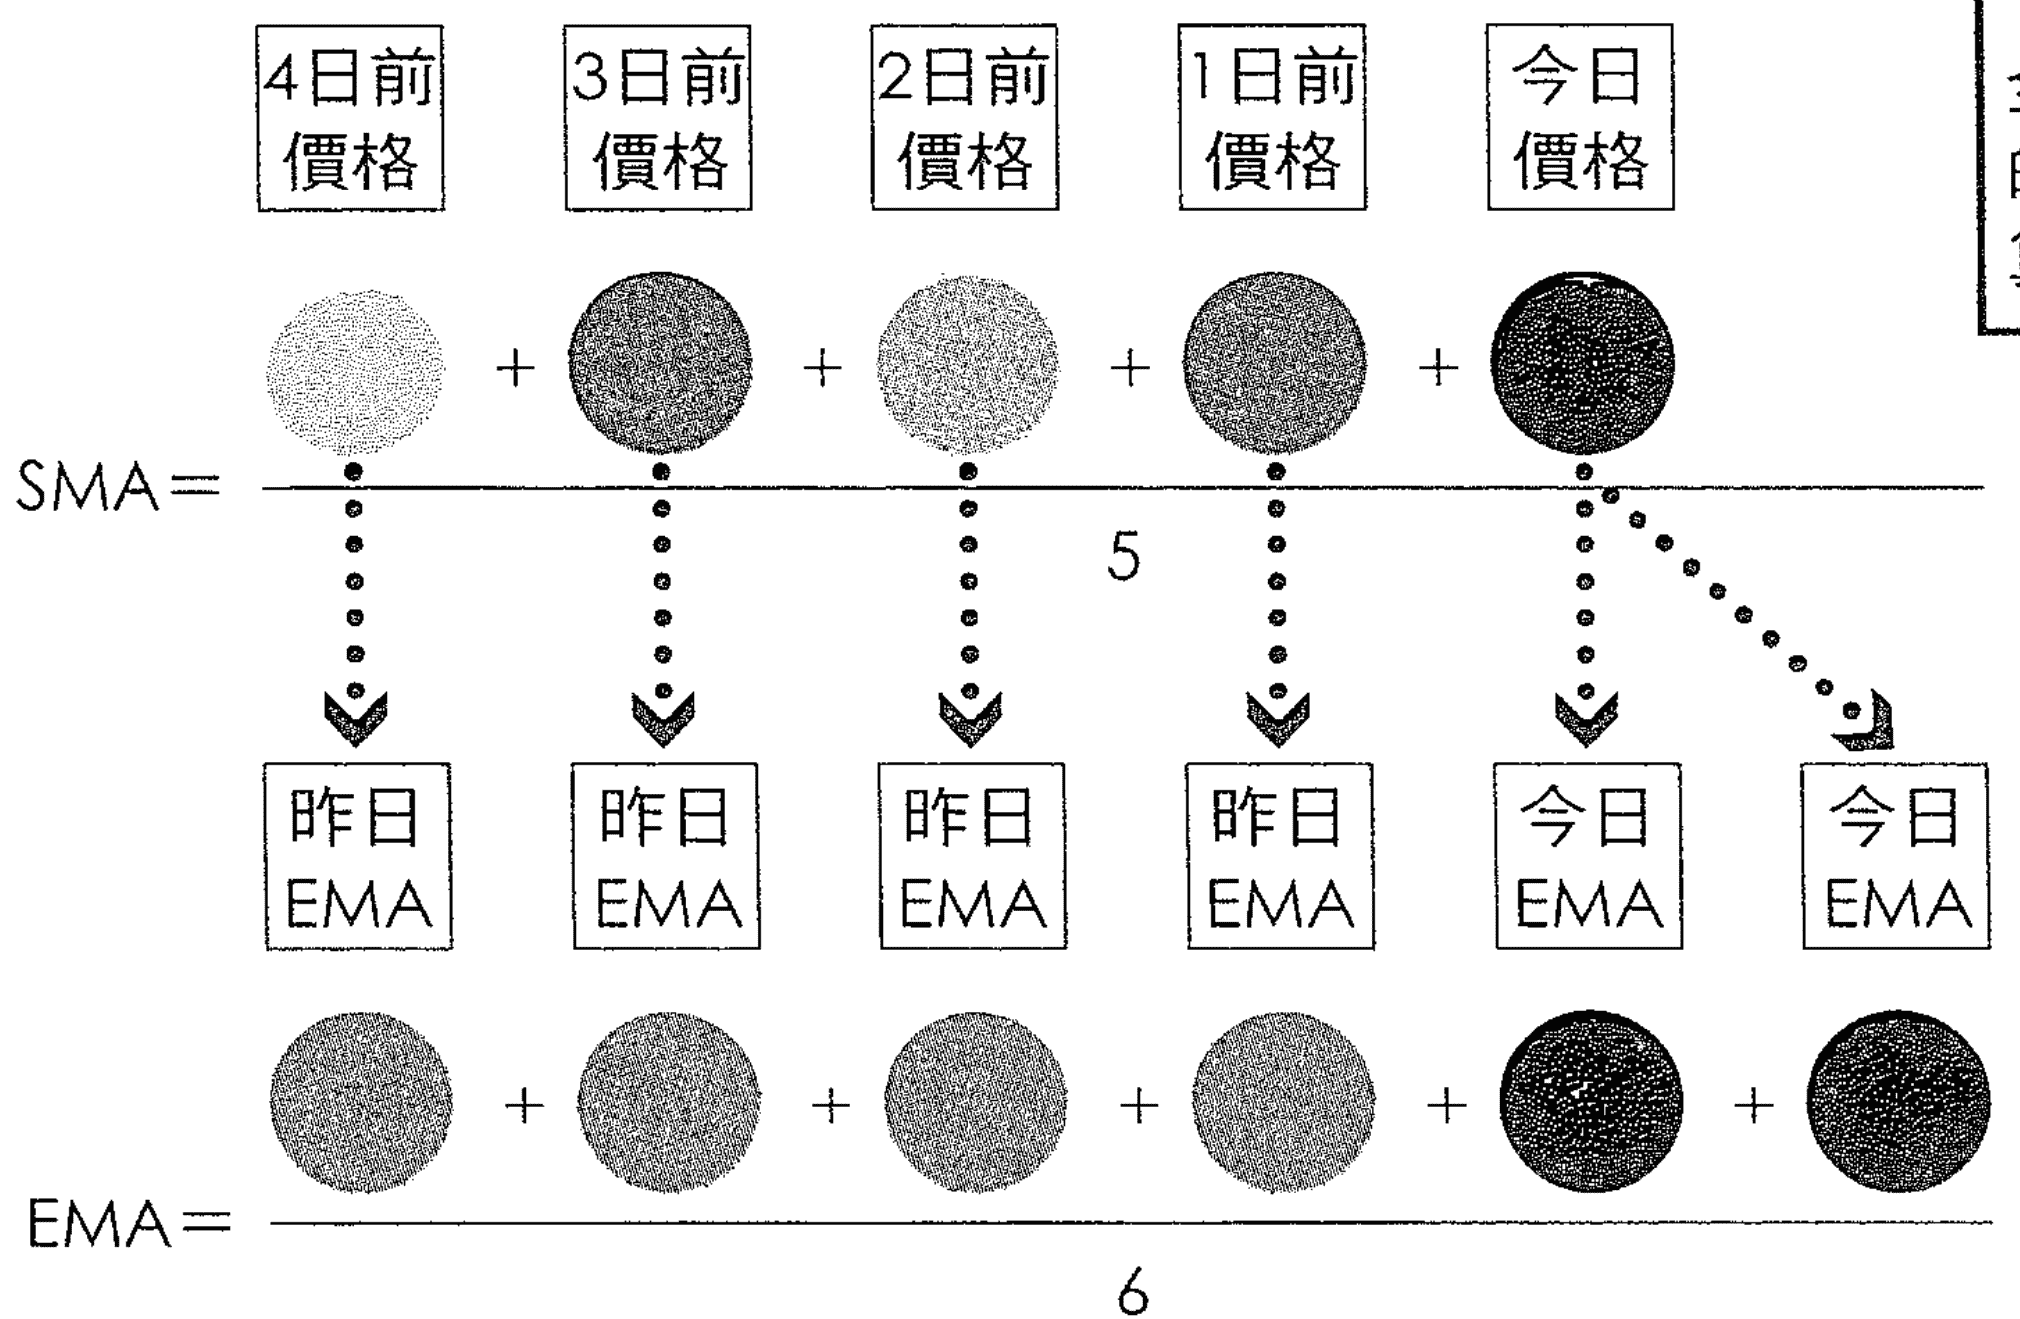 4日前 3日前 2日前 1日前 今日
價格 價格 價格 價格 價格
+ + + +
SMA=
5
昨日 昨日 昨日 昨日 今日 今日
EMA EMA EMA EMA EMA EMA
+ + + + +
EMA=
6